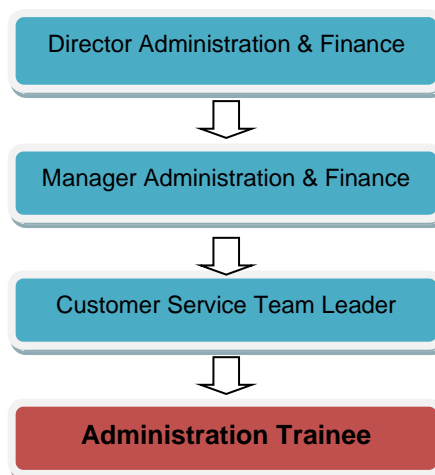 Director Administration & Finance
Manager Administration & Finance
Customer Service Team Leader
Administration Trainee